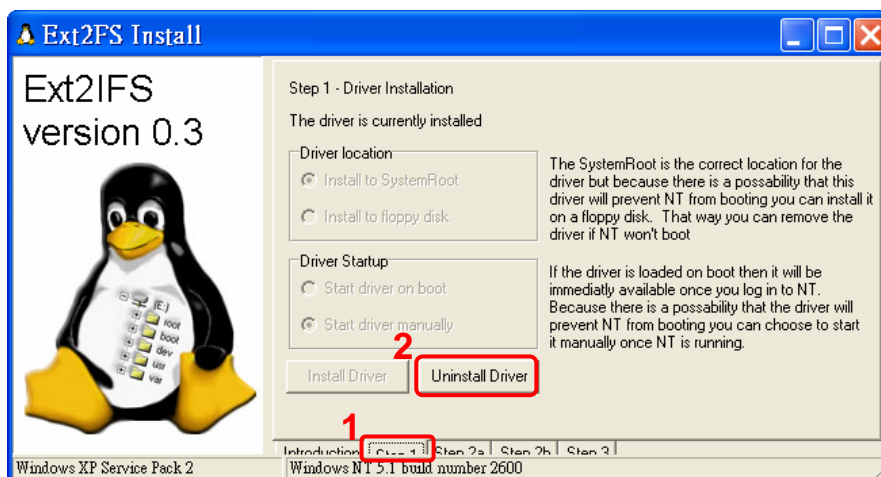 Ext2FS Install
Ext2IFS
version 0.3
(E:)
root
boot
dev
usr
var
Step 1 - Driver Installation
The driver is currently installed
Driver location
Install to SystemRoot
Install to floppy disk
The SystemRoot is the correct location for the
driver but because there is a possability that this
driver will prevent NT from booting you can install it
on a floppy disk. That way you can remove the
driver if NT won't boot
Driver Startup
Start driver on boot
Start driver manually
If the driver is loaded on boot then it will be
immediatly available once you log in to NT.
Because there is a possability that the driver will
prevent NT from booting you can choose to start
it manually once NT is running.
2
Install Driver
Uninstall Driver
1
Introduction
Step 1
Step 2a
Step 2b
Step 3
Windows XP Service Pack 2
Windows NT 5.1 build number 2600